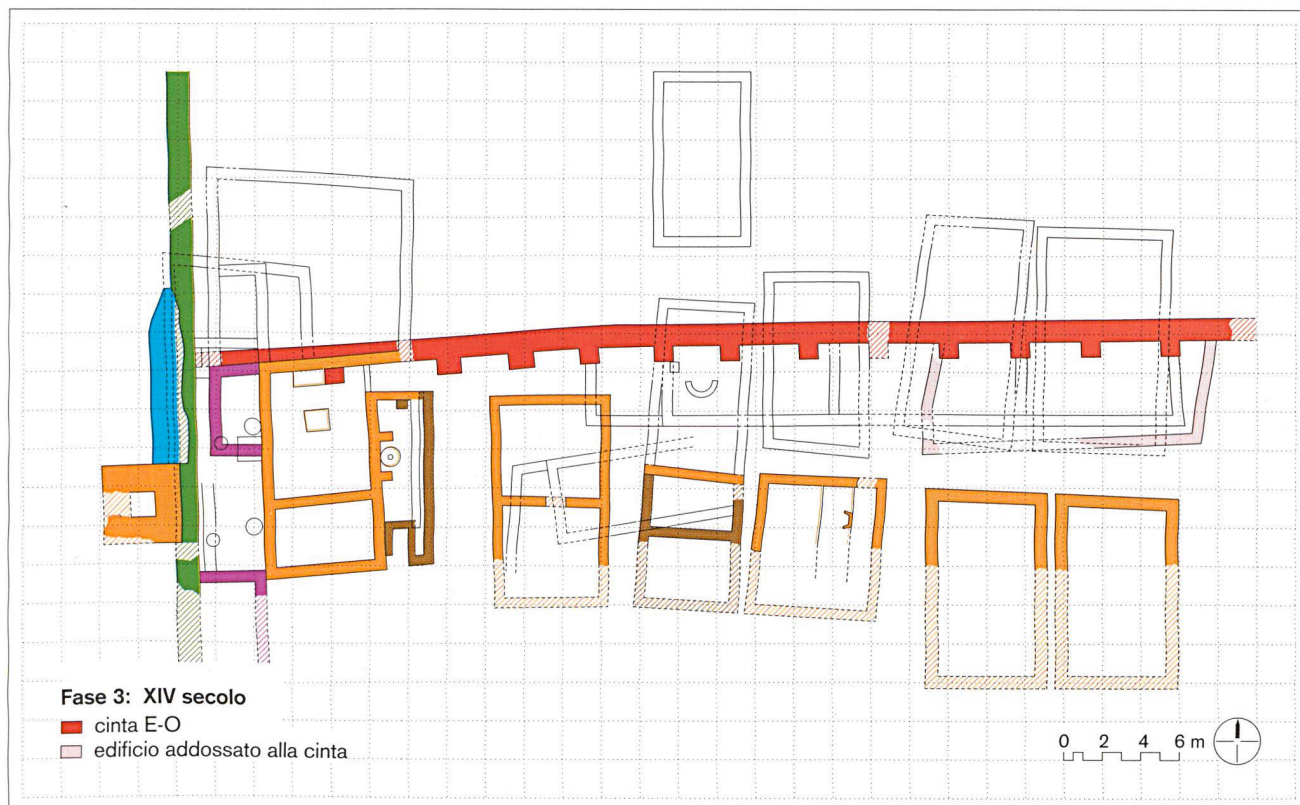 Fase 3: XIV secolo
cinta E-O
edificio addossato alla cinta
0 2 4 6 m